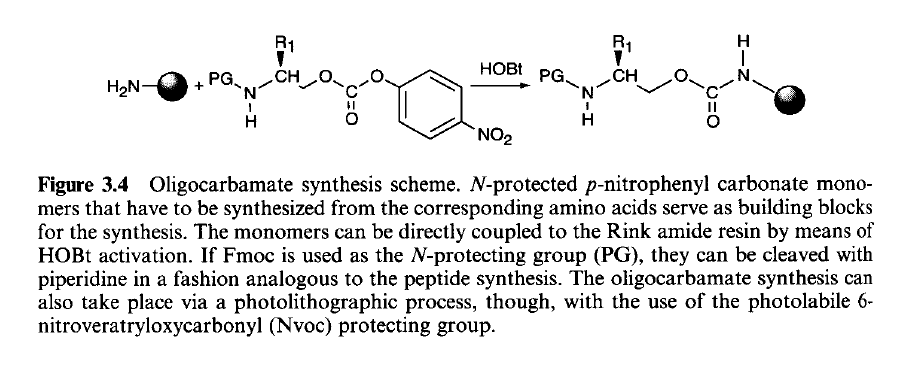 R1
R1
H
H2N
+
PG
N
H
CH
O
C
O
O
NO2
HOBt
PG
N
H
CH
O
C
O
N
Figure 3.4 Oligocarbamate synthesis scheme. N-protected p-nitrophenyl carbonate mono-
mers that have to be synthesized from the corresponding amino acids serve as building blocks
for the synthesis. The monomers can be directly coupled to the Rink amide resin by means of
HOBt activation. If Fmoc is used as the N-protecting group (PG), they can be cleaved with
piperidine in a fashion analogous to the peptide synthesis. The oligocarbamate synthesis can
also take place via a photolithographic process, though, with the use of the photolabile 6-
nitroveratryloxycarbonyl (Nvoc) protecting group.